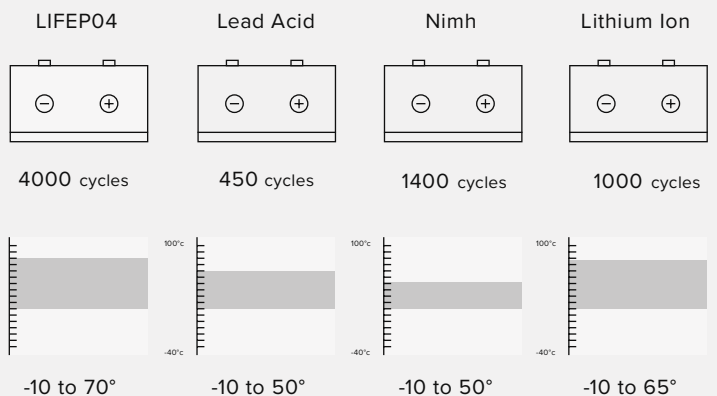 LIFEP04 Lead Acid Nimh Lithium Ion
4000 cycles 450 cycles 1400 cycles 1000 cycles
100°c 100°c 100°c
-40°c -40°c -40°c
-10 to 70° -10 to 50° -10 to 50° -10 to 65°